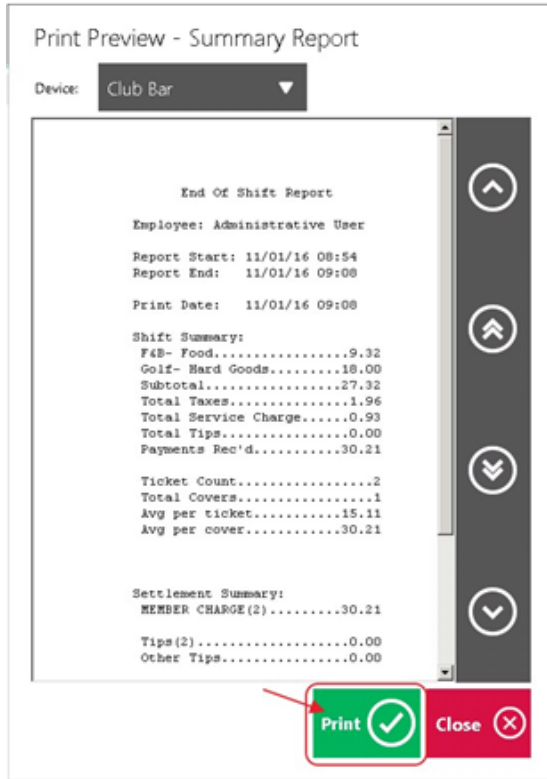 Print Preview - Summary Report
Device: Club Bar
End Of Shift Report
Employee: Administrative User
Report Start: 11/01/16 08:54
Report End: 11/01/16 09:08
Print Date: 11/01/16 09:08
Shift Summary:
F&B- Food.................9.32
Golf- Hard Goods.........18.00
Subtotal.................27.32
Total Taxes...............1.96
Total Service Charge......0.93
Total Tips................0.00
Payments Rec'd...........30.21
Ticket Count.................2
Total Covers.................1
Avg per ticket...........15.11
Avg per cover............30.21
Settlement Summary:
MEMBER CHARGE(2).........30.21
Tips(2)...................0.00
Other Tips................0.00
Print Close